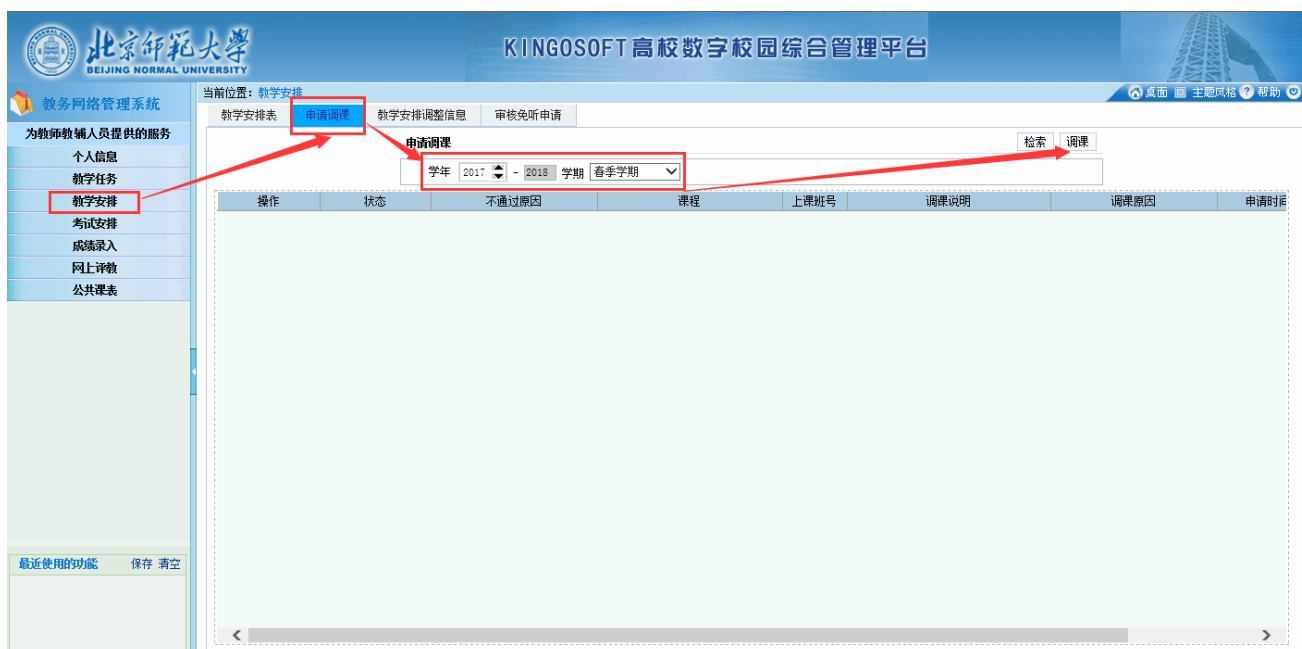 北京师范大学
BEIJING NORMAL UNIVERSITY
KINGOSOFT高校数字校园综合管理平台
教务网络管理系统
当前位置：教学安排
桌面 主题风格 帮助
为教师教辅人员提供的服务
个人信息
教学任务
教学安排
考试安排
成绩录入
网上评教
公共课表
教学安排表 申请调课 教学安排调整信息 审核免听申请
申请调课
检索 调课
学年 2017 - 2018 学期 春季学期
操作 状态 不通过原因 课程 上课班号 调课说明 调课原因 申请时间
最近使用的功能 保存 清空